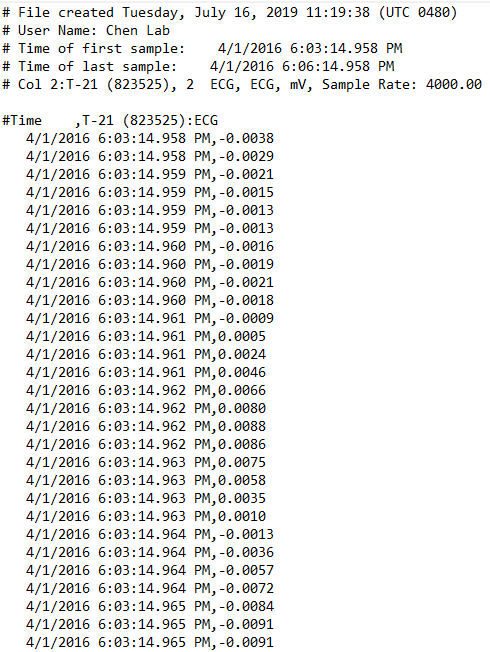 # File created Tuesday, July 16, 2019 11:19:38 (UTC 0480)
# User Name: Chen Lab
# Time of first sample:    4/1/2016 6:03:14.958 PM
# Time of last sample:    4/1/2016 6:06:14.958 PM
# Col 2:T-21 (823525), 2  ECG, ECG, mV, Sample Rate: 4000.00

#Time    ,T-21 (823525):ECG
   4/1/2016 6:03:14.958 PM,-0.0038
   4/1/2016 6:03:14.958 PM,-0.0029
   4/1/2016 6:03:14.959 PM,-0.0021
   4/1/2016 6:03:14.959 PM,-0.0015
   4/1/2016 6:03:14.959 PM,-0.0013
   4/1/2016 6:03:14.959 PM,-0.0013
   4/1/2016 6:03:14.960 PM,-0.0016
   4/1/2016 6:03:14.960 PM,-0.0019
   4/1/2016 6:03:14.960 PM,-0.0021
   4/1/2016 6:03:14.960 PM,-0.0018
   4/1/2016 6:03:14.961 PM,-0.0009
   4/1/2016 6:03:14.961 PM,0.0005
   4/1/2016 6:03:14.961 PM,0.0024
   4/1/2016 6:03:14.961 PM,0.0046
   4/1/2016 6:03:14.962 PM,0.0066
   4/1/2016 6:03:14.962 PM,0.0080
   4/1/2016 6:03:14.962 PM,0.0088
   4/1/2016 6:03:14.962 PM,0.0086
   4/1/2016 6:03:14.963 PM,0.0075
   4/1/2016 6:03:14.963 PM,0.0058
   4/1/2016 6:03:14.963 PM,0.0035
   4/1/2016 6:03:14.963 PM,0.0010
   4/1/2016 6:03:14.964 PM,-0.0013
   4/1/2016 6:03:14.964 PM,-0.0036
   4/1/2016 6:03:14.964 PM,-0.0057
   4/1/2016 6:03:14.964 PM,-0.0072
   4/1/2016 6:03:14.965 PM,-0.0084
   4/1/2016 6:03:14.965 PM,-0.0091
   4/1/2016 6:03:14.965 PM,-0.0091